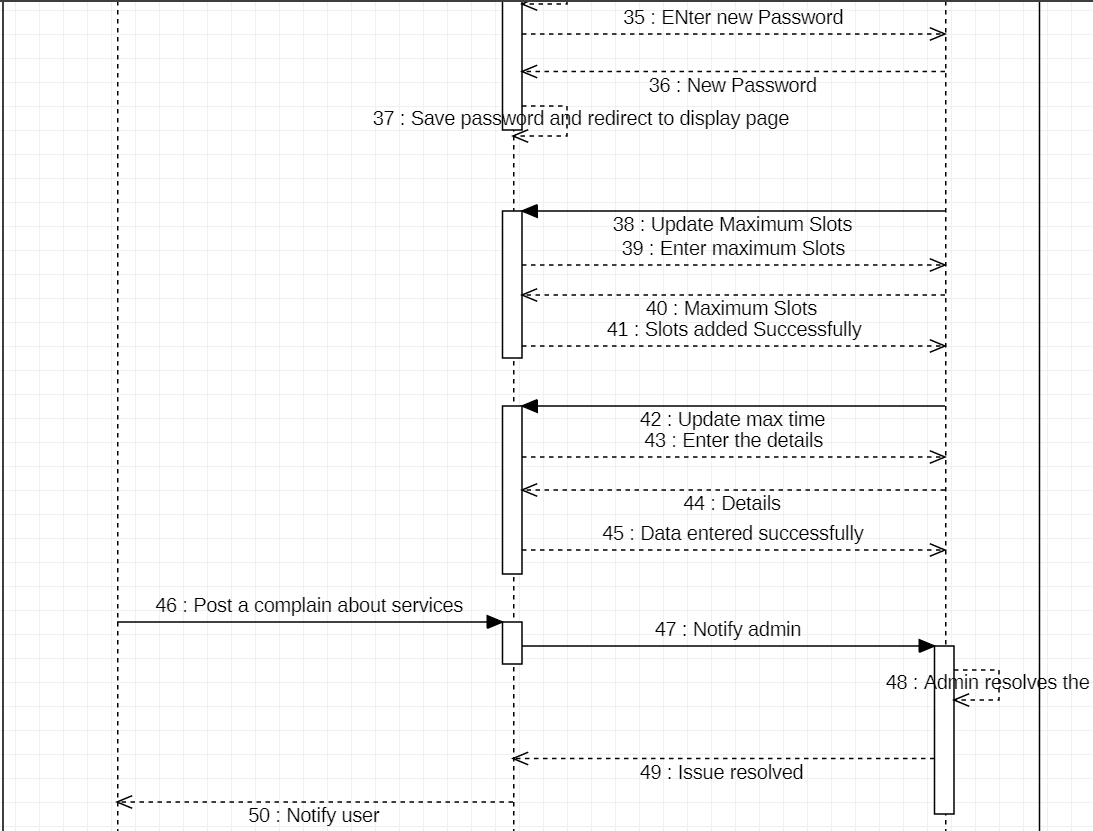 35 : ENter new Password
36 : New Password
37 : Save password and redirect to display page
38 : Update Maximum Slots
39 : Enter maximum Slots
40 : Maximum Slots
41 : Slots added Successfully
42 : Update max time
43 : Enter the details
44 : Details
45 : Data entered successfully
46 : Post a complain about services
47 : Notify admin
48 : Admin resolves the
49 : Issue resolved
50 : Notify user